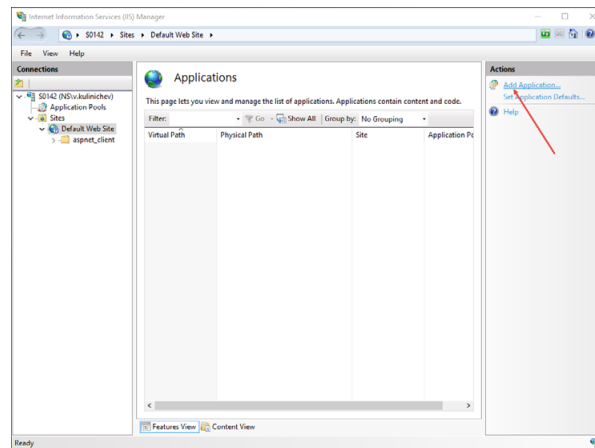 Internet Information Services (IIS) Manager
S0142 ▸ Sites ▸ Default Web Site ▸
File View Help
Connections
S0142 (NS\v.kulinichev)
Application Pools
Sites
Default Web Site
aspnet_client
Applications
This page lets you view and manage the list of applications. Applications contain content and code.
Filter: Go Show All Group by: No Grouping
Virtual Path Physical Path Site Application Po
Features View Content View
Actions
Add Application...
Set Application Defaults...
Help
Ready